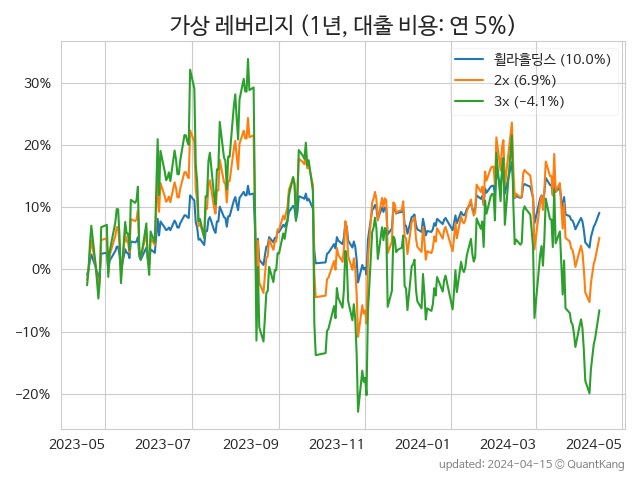 가상 레버리지 (1년, 대출 비용: 연 5%)
휠라홀딩스 (10.0%)
2x (6.9%)
3x (−4.1%)
30%
20%
10%
0%
−10%
−20%
2023-05 2023-07 2023-09 2023-11 2024-01 2024-03 2024-05
updated: 2024-04-15 © QuantKang